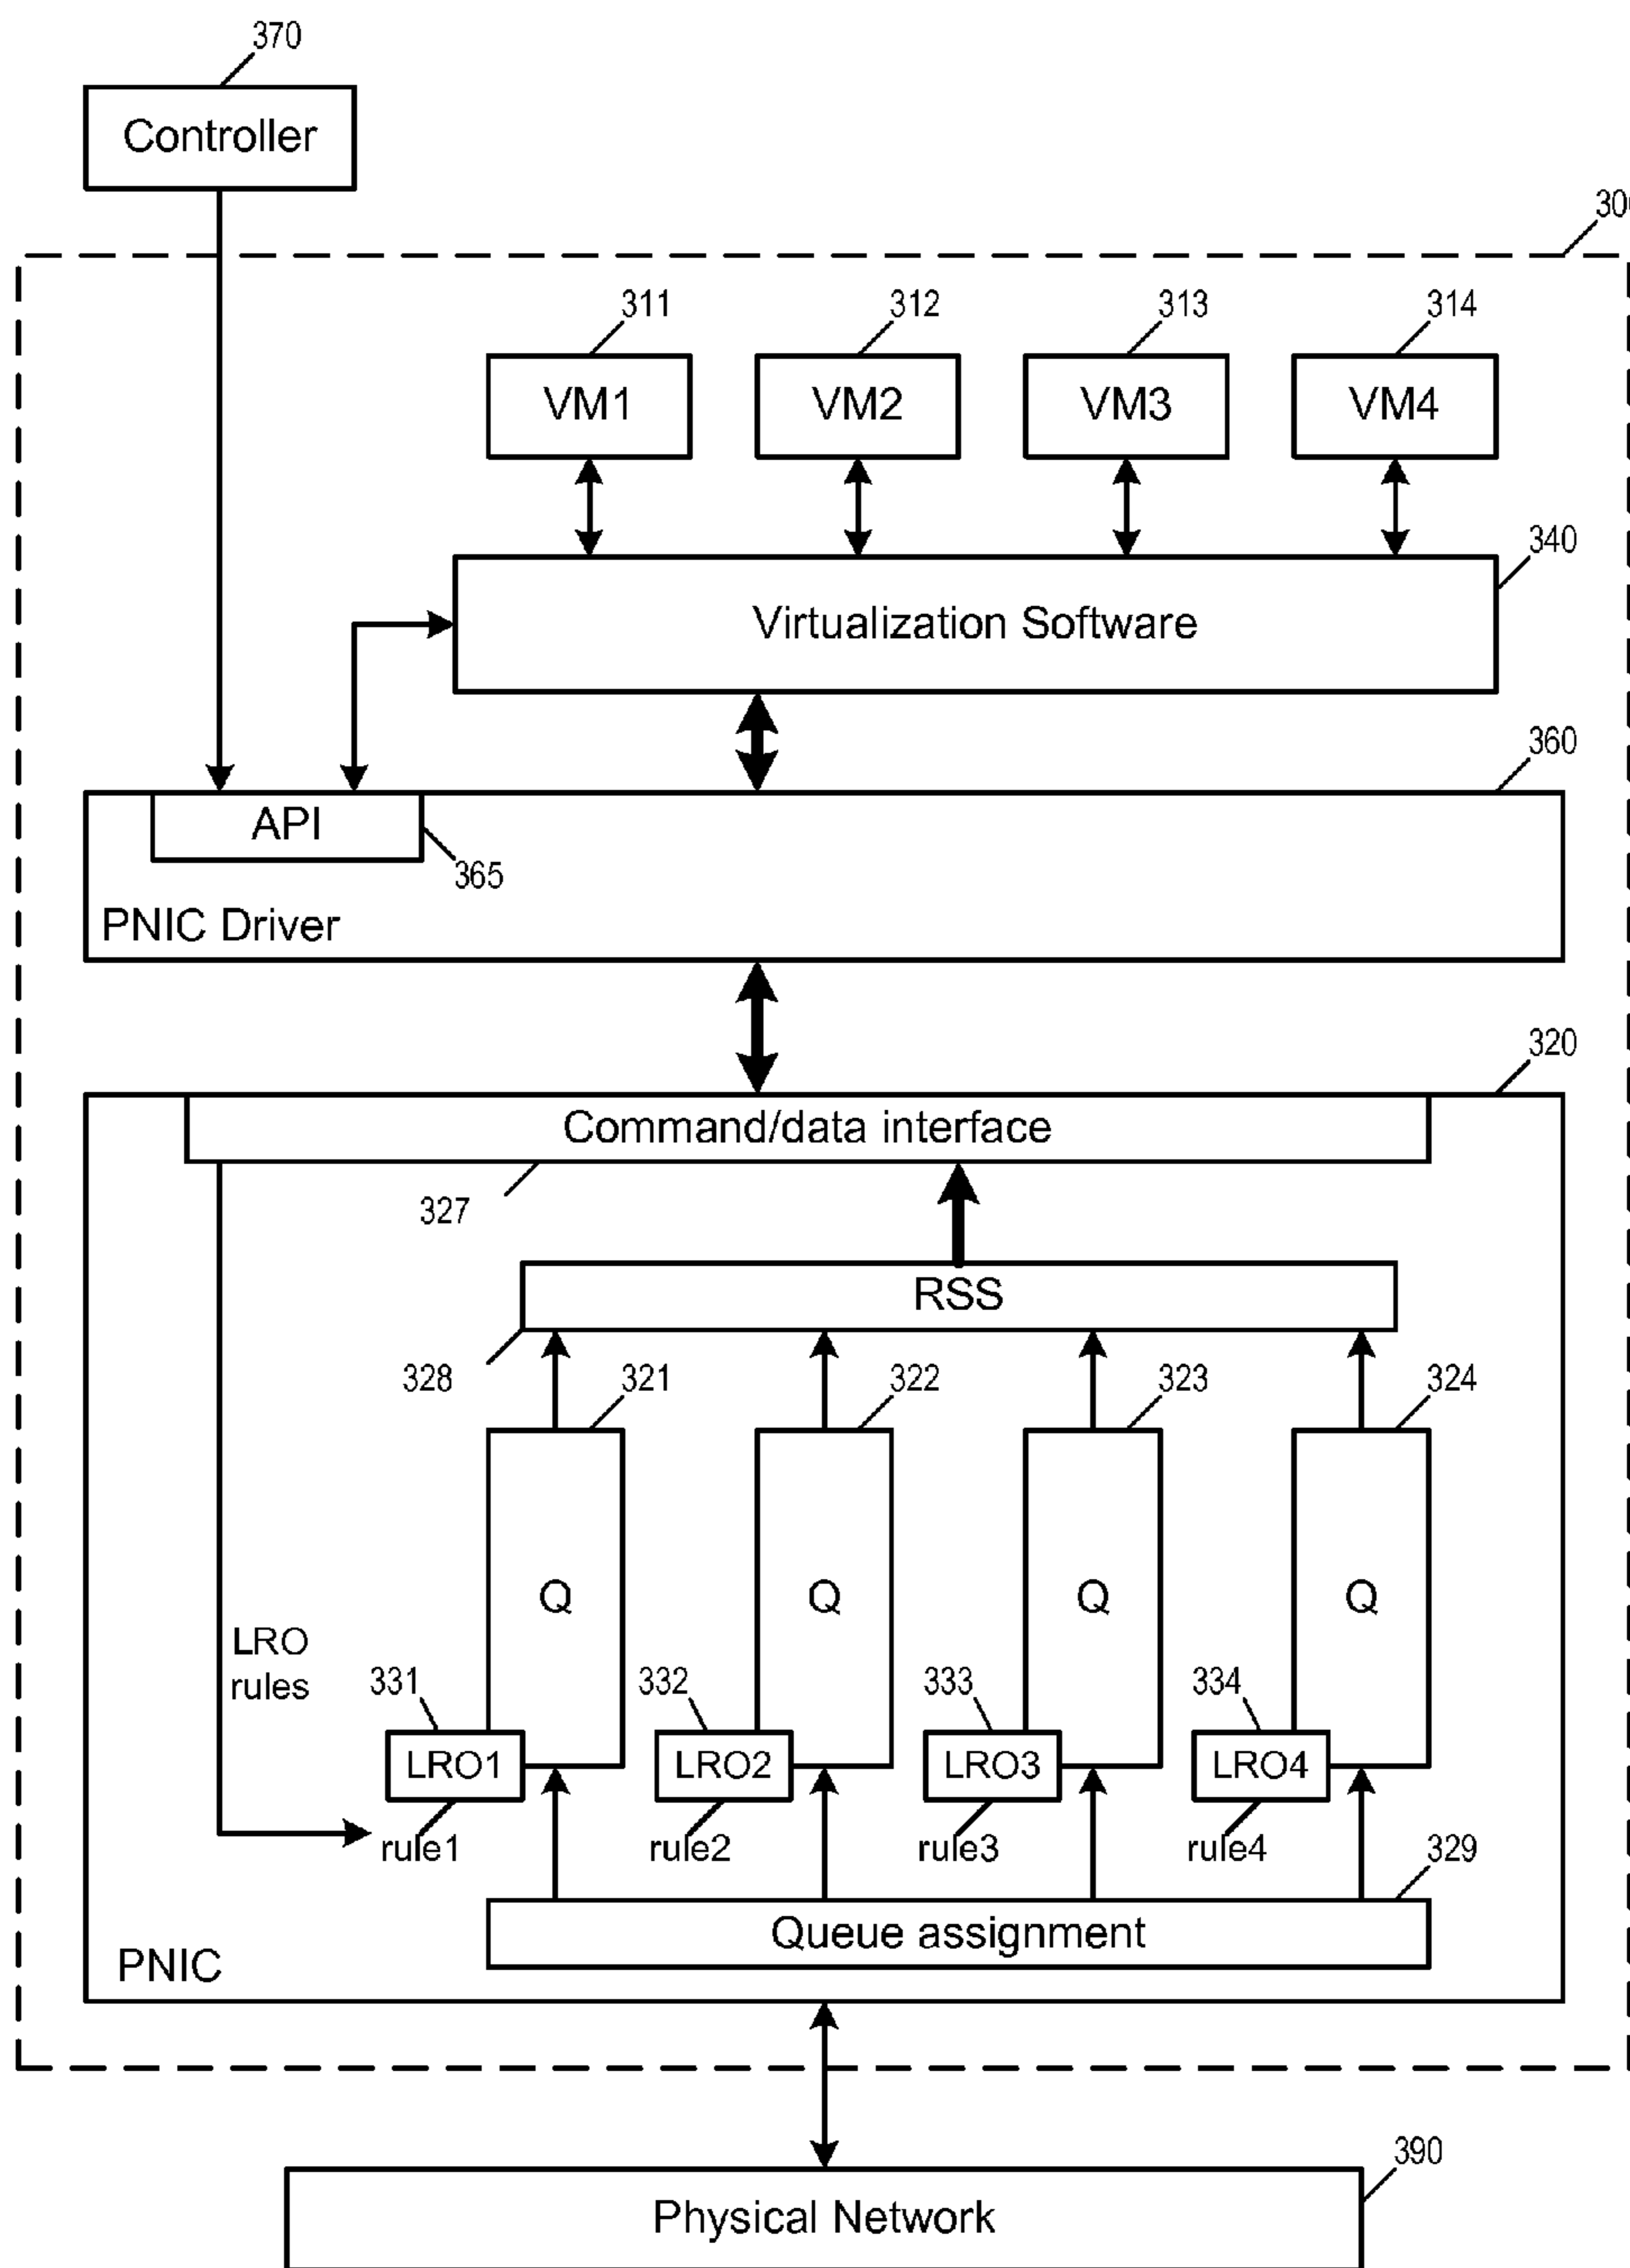 370
Controller
311
312
313
314
VM1
VM2
VM3
VM4
340
Virtualization Software
360
API
365
PNIC Driver
320
Command/data interface
327
RSS
328
321
322
323
324
Q
Q
Q
Q
LRO
rules
331
332
333
334
LRO1
LRO2
LRO3
LRO4
rule1
rule2
rule3
rule4
329
Queue assignment
PNIC
390
Physical Network